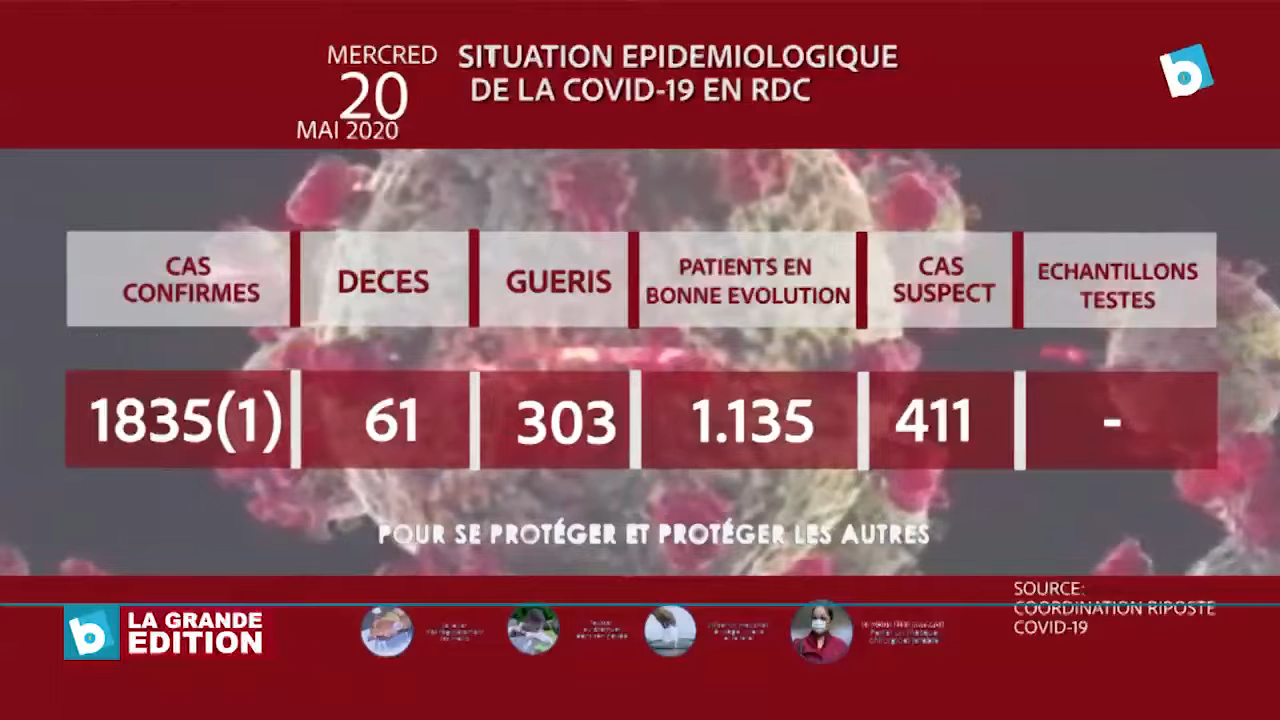 MERCRED
20
MAI 2020
SITUATION EPIDEMIOLOGIQUE
DE LA COVID-19 EN RDC
b
CAS
CONFIRMES
DECES
GUERIS
PATIENTS EN
BONNE EVOLUTION
CAS
SUSPECT
ECHANTILLONS
TESTES
1835(1)
61
303
1.135
411
-
POUR SE PROTÉGER ET PROTÉGER LES AUTRES
b
LA GRANDE
EDITION
SOURCE:
COORDINATION RIPOSTE
COVID-19